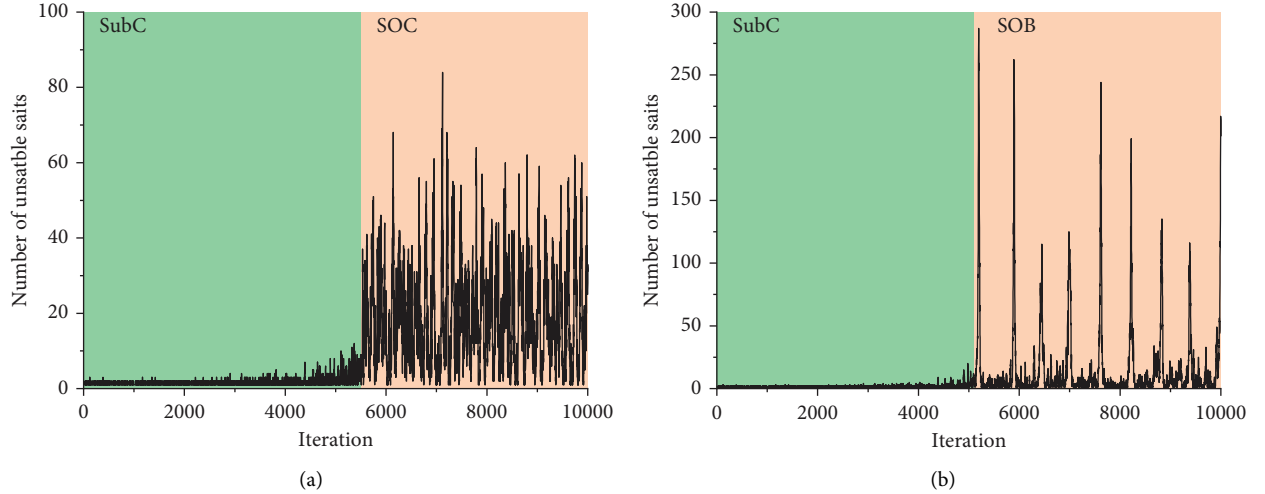 100
80
60
40
20
0
Number of unsatble saits
SubC
SOC
0 2000 4000 6000 8000 10000
Iteration
(a)
300
250
200
150
100
50
0
Number of unsatble saits
SubC
SOB
0 2000 4000 6000 8000 10000
Iteration
(b)